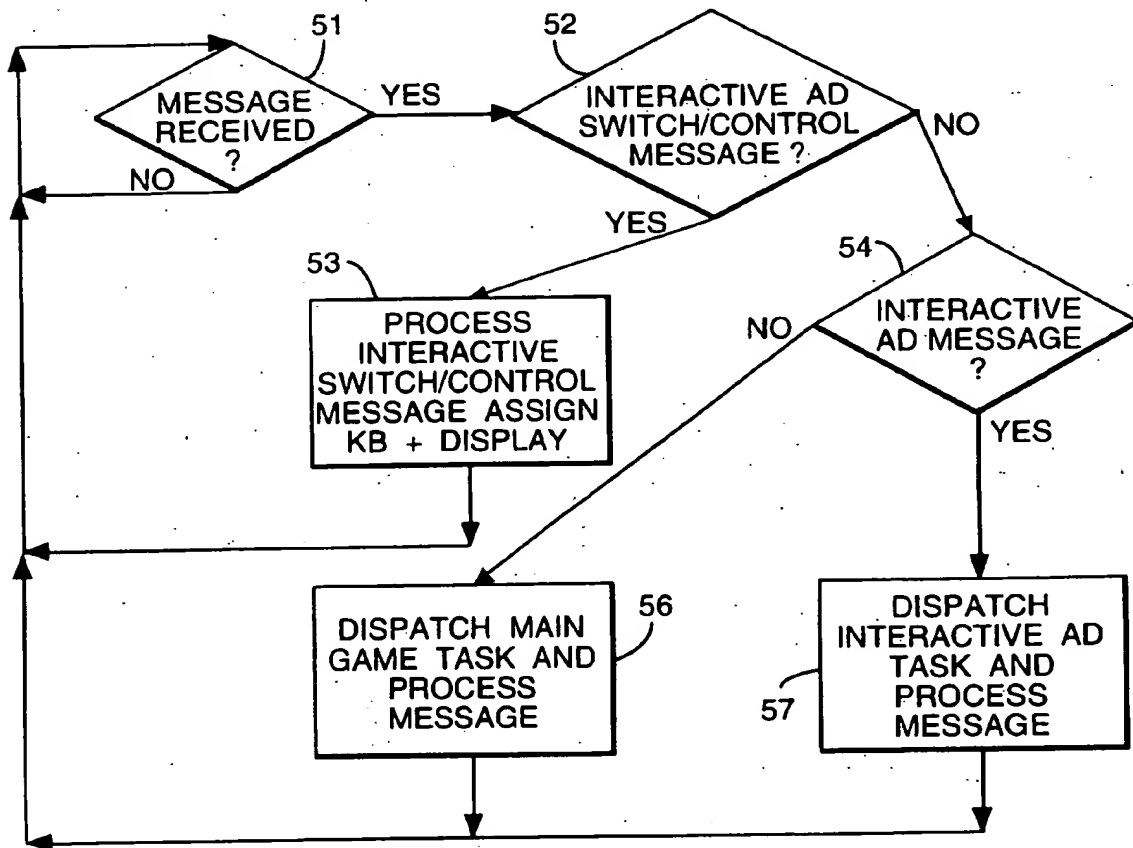 51
MESSAGE
RECEIVED
?
YES
NO
52
INTERACTIVE AD
SWITCH/CONTROL
MESSAGE ?
NO
YES
53
PROCESS
INTERACTIVE
SWITCH/CONTROL
MESSAGE ASSIGN
KB + DISPLAY
54
INTERACTIVE
AD MESSAGE
?
NO
YES
56
DISPATCH MAIN
GAME TASK AND
PROCESS
MESSAGE
57
DISPATCH
INTERACTIVE AD
TASK AND
PROCESS
MESSAGE